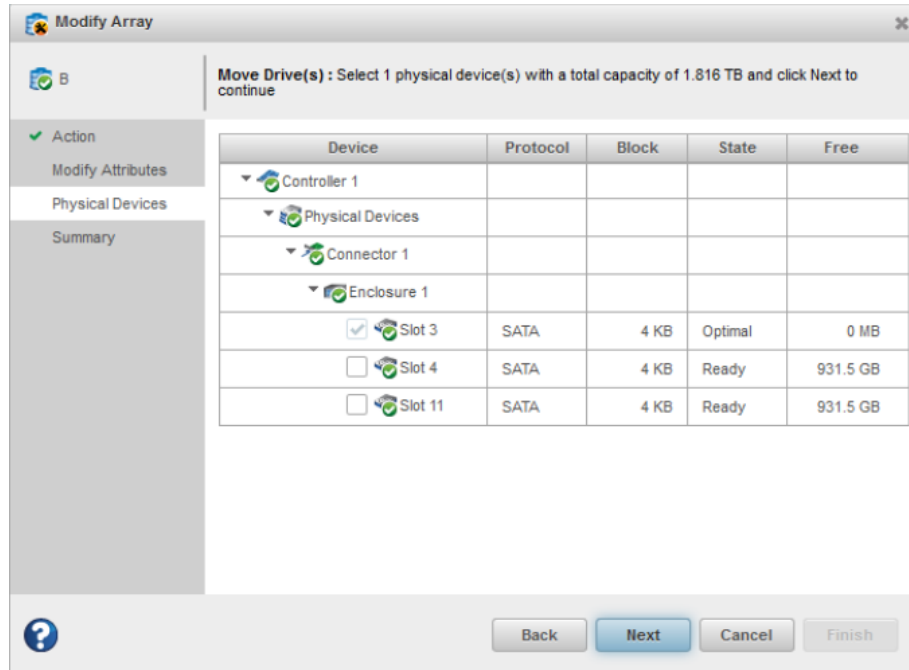 Modify Array
B
Move Drive(s) : Select 1 physical device(s) with a total capacity of 1.816 TB and click Next to
continue
Action
Modify Attributes
Physical Devices
Summary
Device Protocol Block State Free
Controller 1
Physical Devices
Connector 1
Enclosure 1
Slot 3 SATA 4 KB Optimal 0 MB
Slot 4 SATA 4 KB Ready 931.5 GB
Slot 11 SATA 4 KB Ready 931.5 GB
? Back Next Cancel Finish